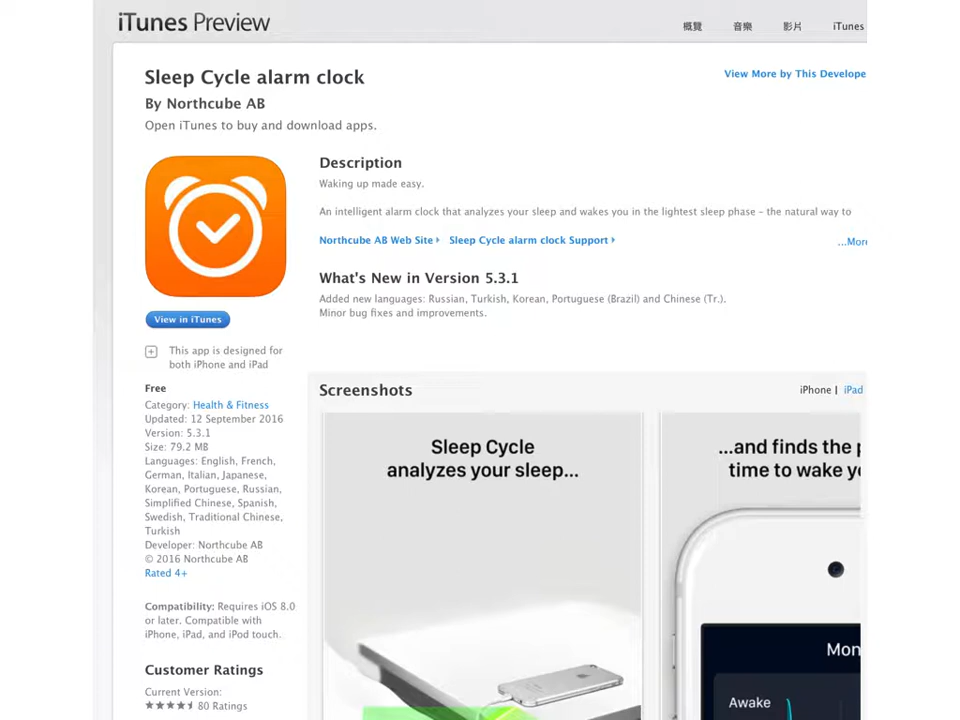 iTunes Preview
概覽 音樂 影片 iTunes
Sleep Cycle alarm clock
View More by This Develope
By Northcube AB
Open iTunes to buy and download apps.
Description
Waking up made easy.
An intelligent alarm clock that analyzes your sleep and wakes you in the lightest sleep phase – the natural way to
Northcube AB Web Site Sleep Cycle alarm clock Support
...More
What's New in Version 5.3.1
Added new languages: Russian, Turkish, Korean, Portuguese (Brazil) and Chinese (Tr.).
Minor bug fixes and improvements.
View in iTunes
This app is designed for
both iPhone and iPad
Free
Category: Health & Fitness
Updated: 12 September 2016
Version: 5.3.1
Size: 79.2 MB
Languages: English, French,
German, Italian, Japanese,
Korean, Portuguese, Russian,
Simplified Chinese, Spanish,
Swedish, Traditional Chinese,
Turkish
Developer: Northcube AB
© 2016 Northcube AB
Rated 4+
Compatibility: Requires iOS 8.0
or later. Compatible with
iPhone, iPad, and iPod touch.
Customer Ratings
Current Version:
80 Ratings
Screenshots
iPhone | iPad
Sleep Cycle
analyzes your sleep...
...and finds the p
time to wake yo
Mon
Awake